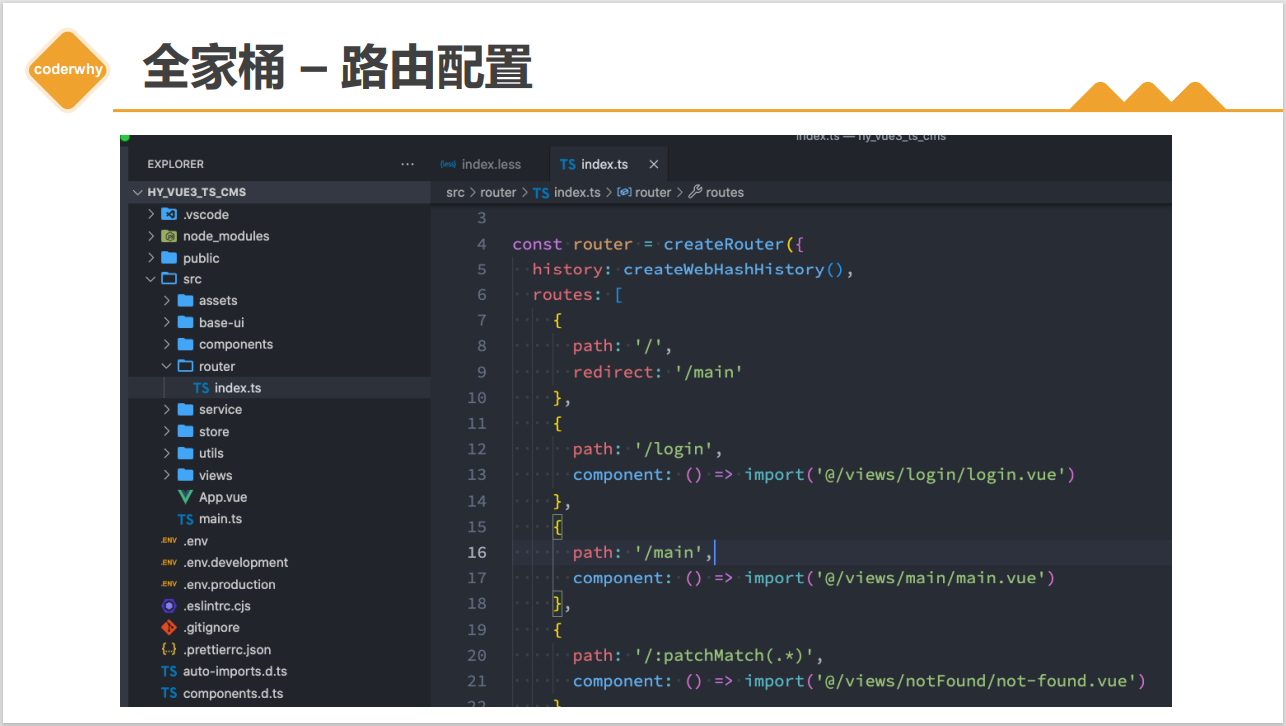 coderwhy
全家桶 – 路由配置
index.ts — hy_vue3_ts_cms
EXPLORER
···
index.less
TS index.ts ×
HY_VUE3_TS_CMS
src > router > TS index.ts > router > routes
.vscode
node_modules
public
src
assets
base-ui
components
router
TS index.ts
service
store
utils
views
App.vue
TS main.ts
.ENV .env
.ENV .env.development
.ENV .env.production
.eslintrc.cjs
.gitignore
{..} .prettierrc.json
TS auto-imports.d.ts
TS components.d.ts
3
4 const router = createRouter({
5 history: createWebHashHistory(),
6 routes: [
7 {
8 path: '/',
9 redirect: '/main'
10 },
11 {
12 path: '/login',
13 component: () => import('@/views/login/login.vue')
14 },
15 {
16 path: '/main',
17 component: () => import('@/views/main/main.vue')
18 },
19 {
20 path: '/:patchMatch(.*)',
21 component: () => import('@/views/notFound/not-found.vue')
22 }